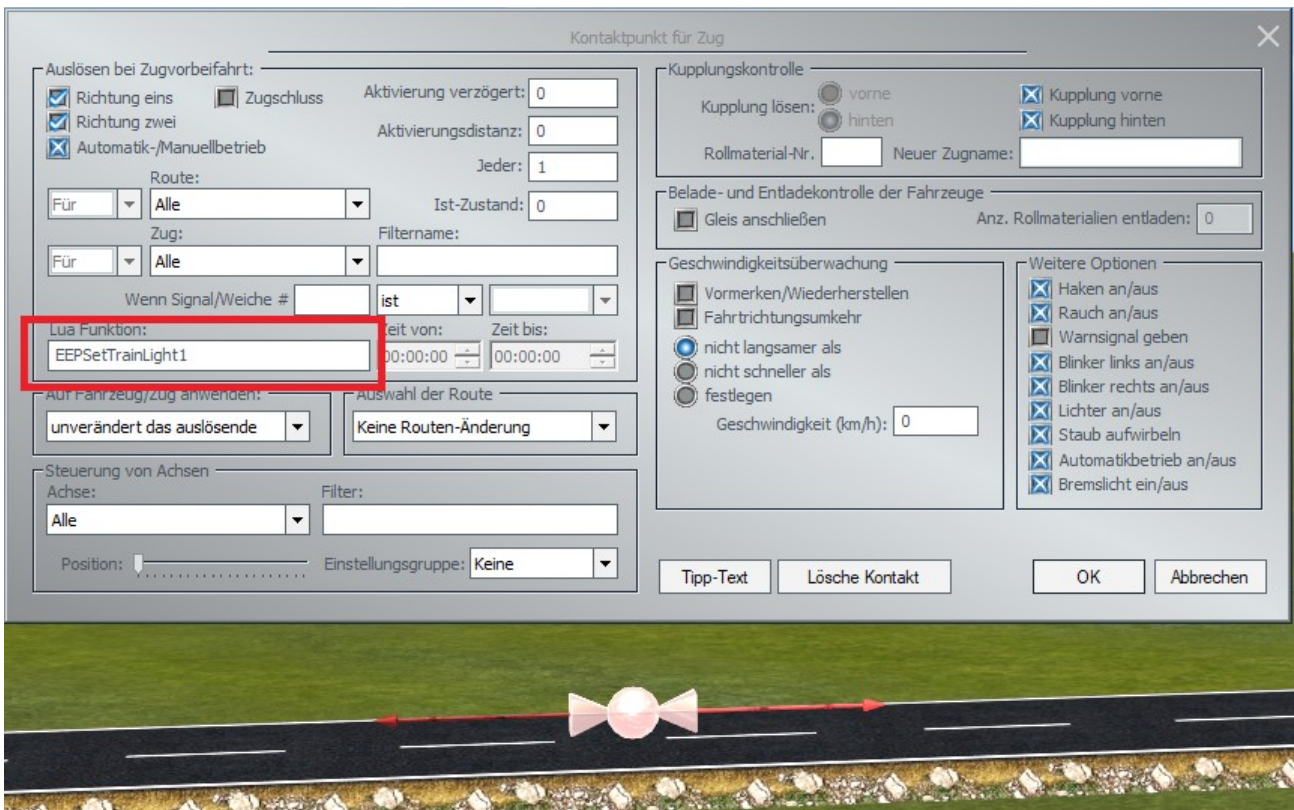 Kontaktpunkt für Zug
Auslösen bei Zugvorbeifahrt:
Richtung eins
Zugschluss
Aktivierung verzögert: 0
Richtung zwei
Aktivierungsdistanz: 0
Automatik-/Manuellbetrieb
Jeder: 1
Route:
Für
Alle
Ist-Zustand: 0
Zug:
Filtername:
Für
Alle
Wenn Signal/Weiche #
ist
Lua Funktion:
Zeit von:
Zeit bis:
EEPSetTrainLight1
00:00:00
00:00:00
Auf Fahrzeug/Zug anwenden:
Auswahl der Route
unverändert das auslösende
Keine Routen-Änderung
Steuerung von Achsen
Achse:
Filter:
Alle
Position:
Einstellungsgruppe: Keine
Kupplungskontrolle
Kupplung lösen:
vorne
hinten
Kupplung vorne
Kupplung hinten
Rollmaterial-Nr.
Neuer Zugname:
Belade- und Entladekontrolle der Fahrzeuge
Gleis anschließen
Anz. Rollmaterialien entladen: 0
Geschwindigkeitsüberwachung
Vormerken/Wiederherstellen
Fahrtrichtungsumkehr
nicht langsamer als
nicht schneller als
festlegen
Geschwindigkeit (km/h): 0
Weitere Optionen
Haken an/aus
Rauch an/aus
Warnsignal geben
Blinker links an/aus
Blinker rechts an/aus
Lichter an/aus
Staub aufwirbeln
Automatikbetrieb an/aus
Bremslicht ein/aus
Tipp-Text
Lösche Kontakt
OK
Abbrechen